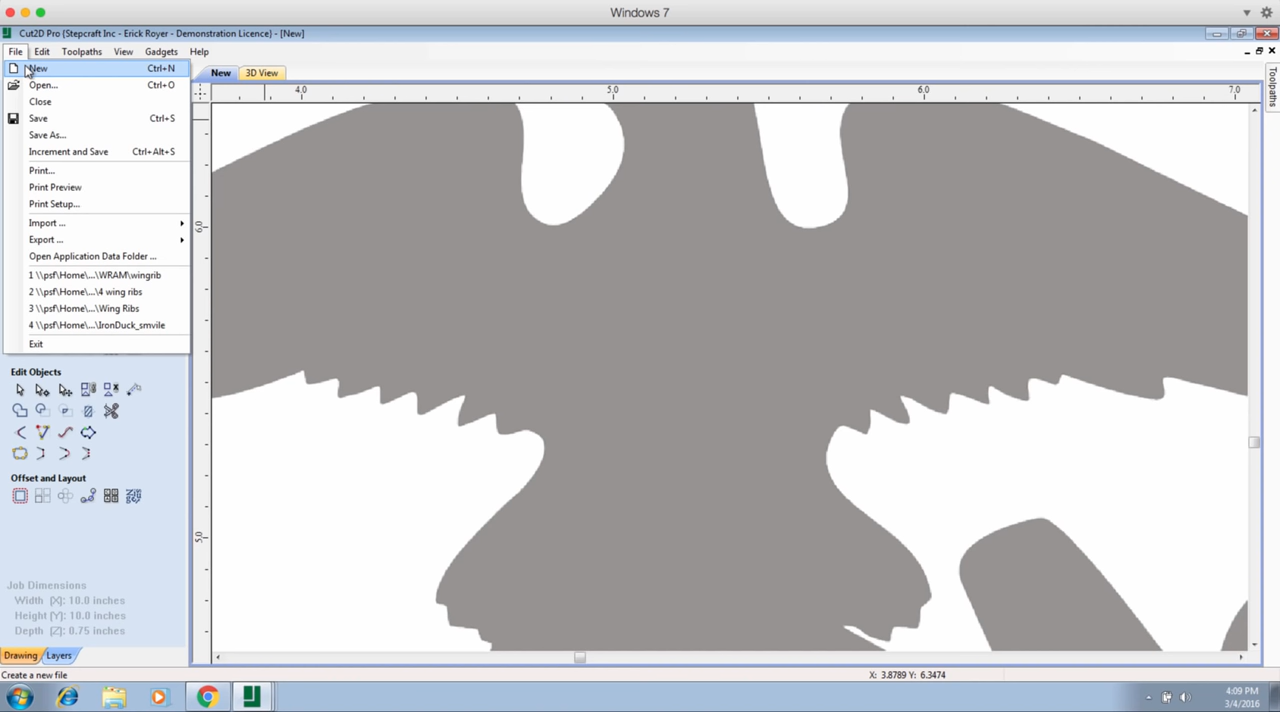 Windows 7
Cut2D Pro {Stepcraft Inc - Erick Royer - Demonstration Licence} - [New]
File Edit Toolpaths View Gadgets Help
New Ctrl+N
Open... Ctrl+O
Close
Save Ctrl+S
Save As...
Increment and Save Ctrl+Alt+S
Print...
Print Preview
Print Setup...
Import ...
Export ...
Open Application Data Folder ...
1 \\psf\Home\...\WRAM\wingrib
2 \\psf\Home\...\4 wing ribs
3 \\psf\Home\...\Wing Ribs
4 \\psf\Home\...\IronDuck_smvile
Exit
New 3D View
4.0 5.0 6.0 7.0
6.0
5.0
Toolpaths
Edit Objects
Offset and Layout
Job Dimensions
Width (X): 10.0 inches
Height (Y): 10.0 inches
Depth (Z): 0.75 inches
Drawing Layers
Create a new file
X: 3.8789 Y: 6.3474
4:09 PM
3/4/2016